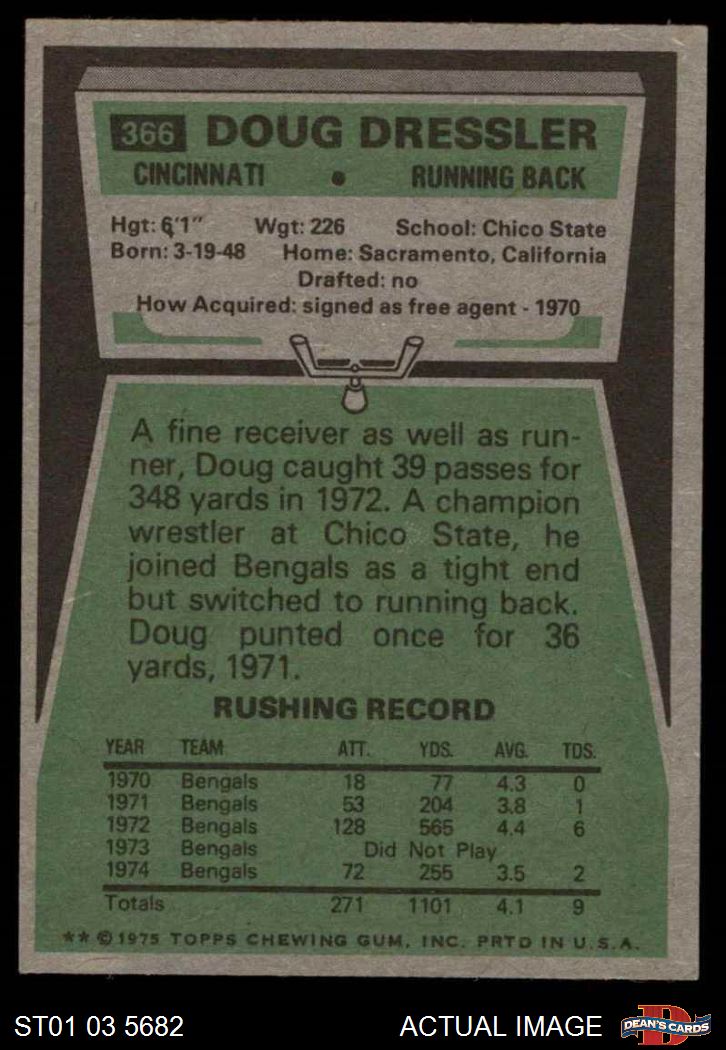 366 DOUG DRESSLER
CINCINNATI • RUNNING BACK
Hgt: 6'1" Wgt: 226 School: Chico State
Born: 3-19-48 Home: Sacramento, California
Drafted: no
How Acquired: signed as free agent - 1970
A fine receiver as well as run-
ner, Doug caught 39 passes for
348 yards in 1972. A champion
wrestler at Chico State, he
joined Bengals as a tight end
but switched to running back.
Doug punted once for 36
yards, 1971.
RUSHING RECORD
YEAR TEAM ATT. YDS. AVG. TDS.
1970 Bengals 18 77 4.3 0
1971 Bengals 53 204 3.8 1
1972 Bengals 128 565 4.4 6
1973 Bengals Did Not Play
1974 Bengals 72 255 3.5 2
Totals 271 1101 4.1 9
** © 1975 TOPPS CHEWING GUM, INC. PRTD IN U.S.A.
ST01 03 5682 ACTUAL IMAGE D DEAN'S CARDS